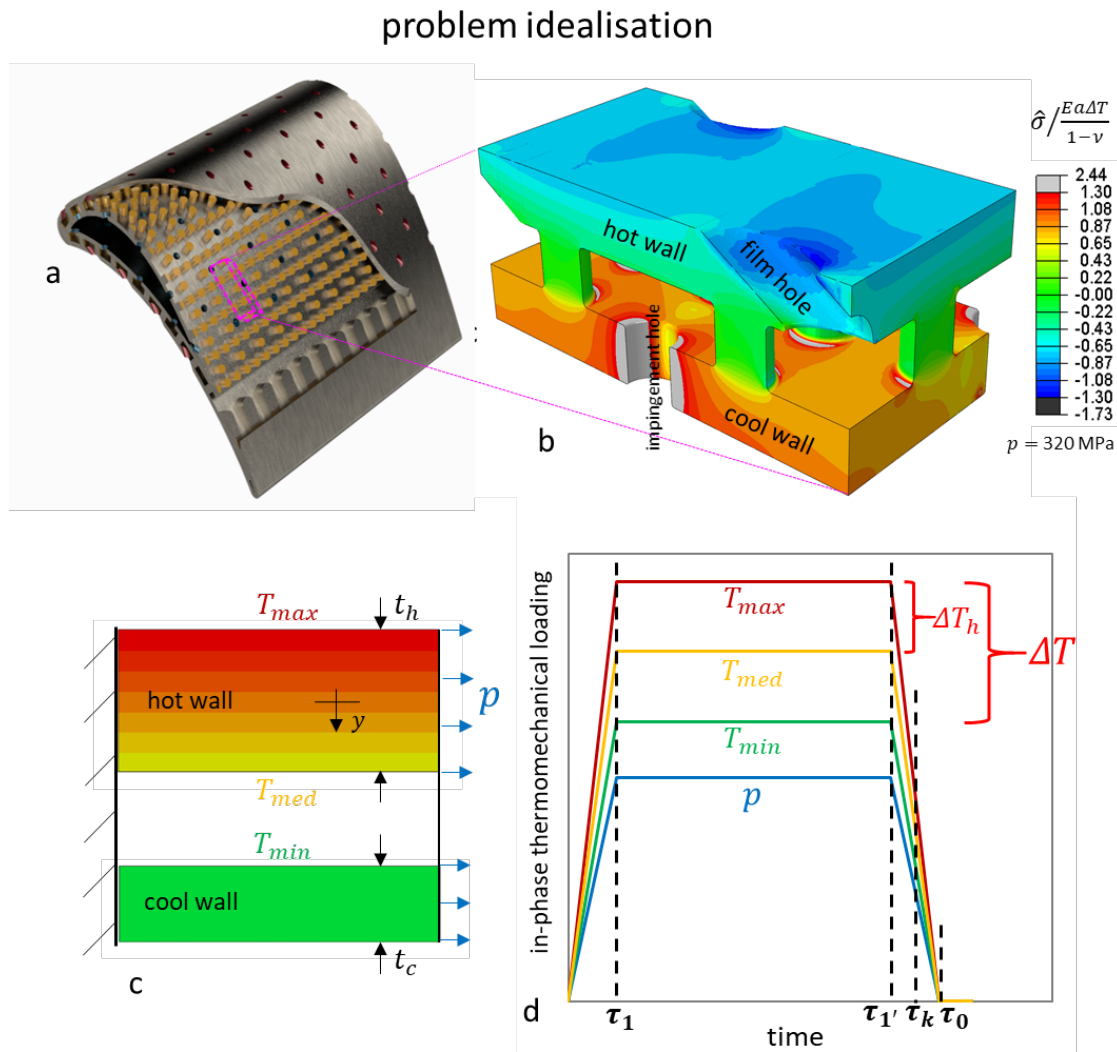 problem idealisation
σ̂/EaΔT
1−ν
2.44
1.30
1.08
0.87
0.65
0.43
0.22
-0.00
-0.22
-0.43
-0.65
-0.87
-1.08
-1.30
-1.73
p = 320 MPa
hot wall
film hole
impingement hole
cool wall
a
b
T_max
t_h
hot wall
y
p
T_med
T_min
cool wall
t_c
c
in-phase thermomechanical loading
T_max
ΔT_h
ΔT
T_med
T_min
p
d
τ_1
τ_1'
τ_k
τ_0
time